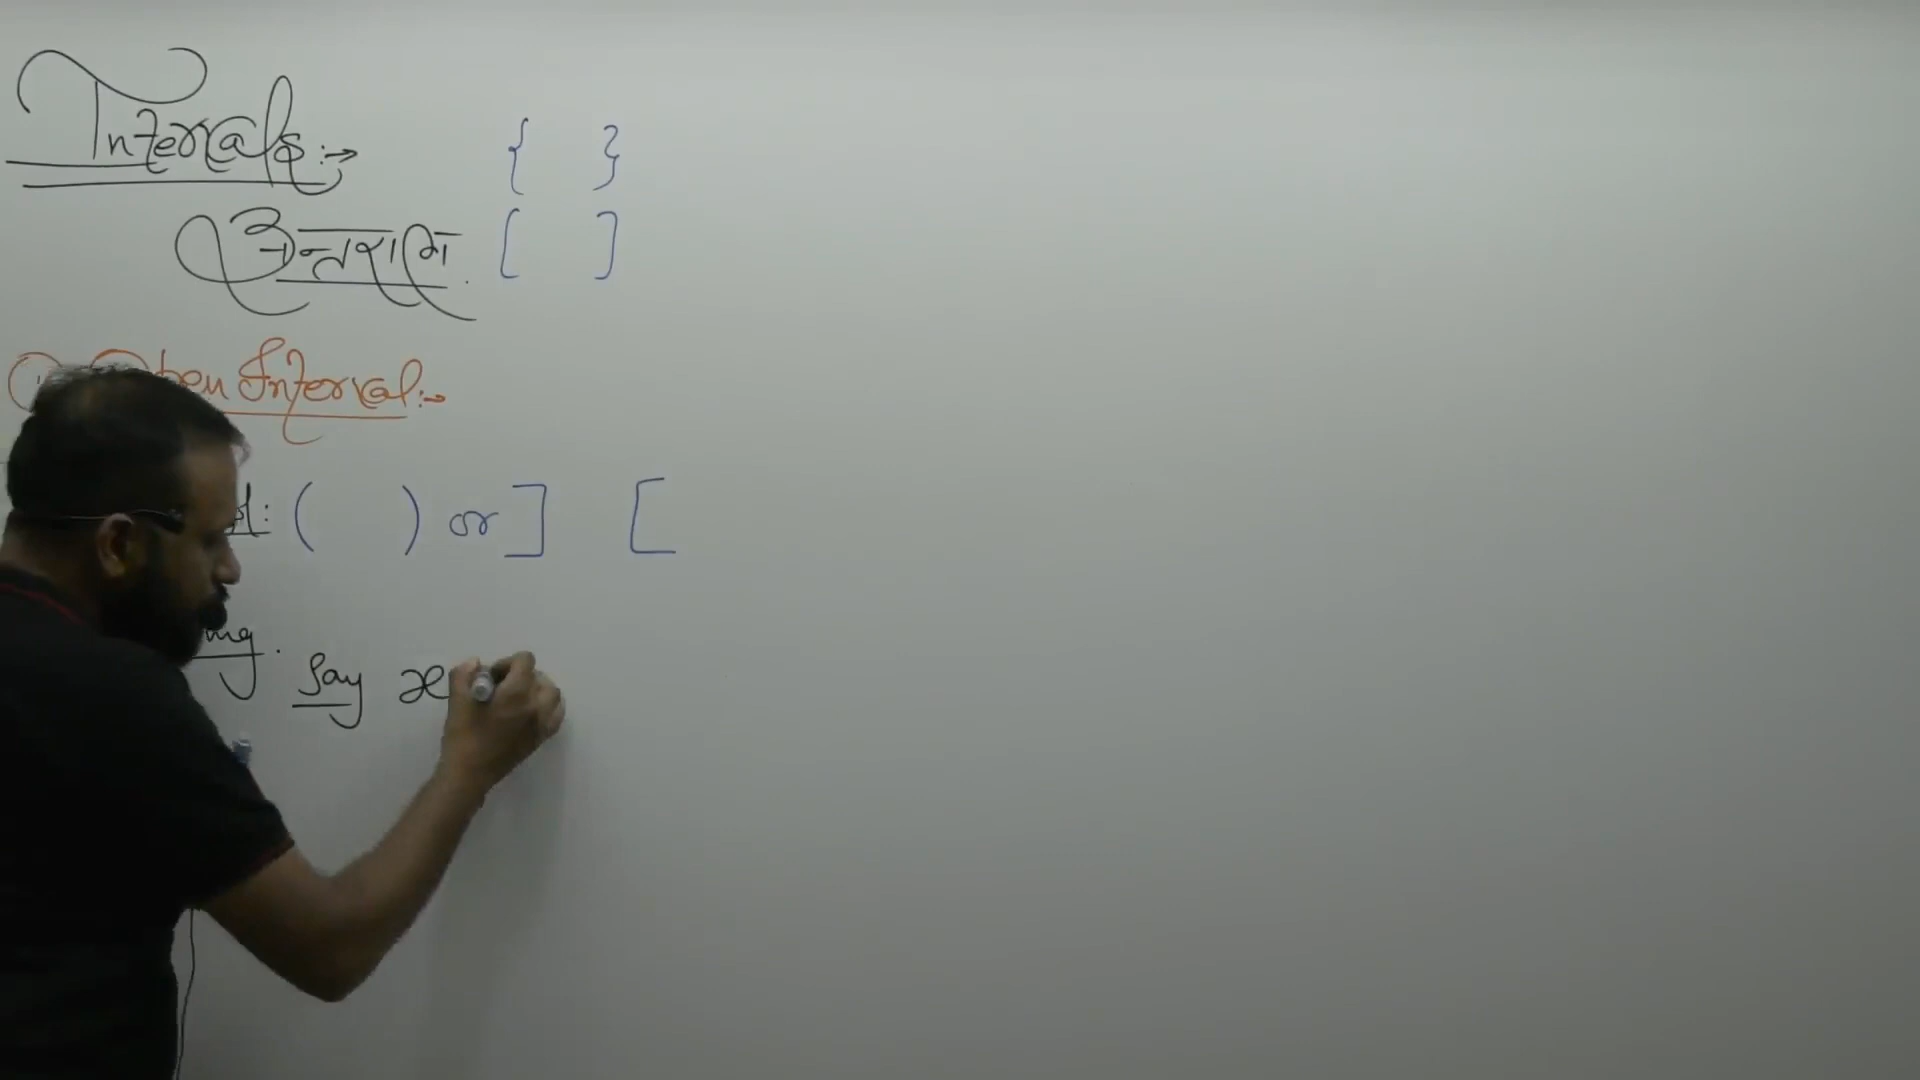 Intervals:→ { }
अन्तराल [ ]
Open Interval:→
( ) or ] [
Say x